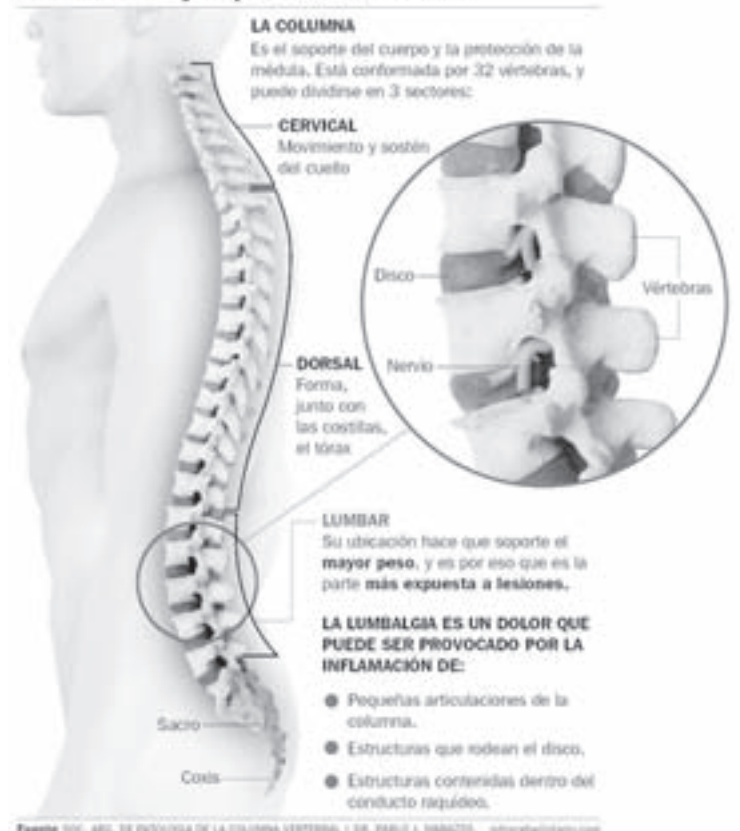 LA COLUMNA
Es el soporte del cuerpo y la protección de la
médula. Está conformada por 32 vértebras, y
puede dividirse en 3 sectores:
CERVICAL
Movimiento y sostén
del cuello
Disco
Vértebras
Nervio
DORSAL
Forma,
junto con
las costillas,
el tórax
LUMBAR
Su ubicación hace que soporte el
mayor peso, y es por eso que es la
parte más expuesta a lesiones.
LA LUMBALGIA ES UN DOLOR QUE
PUEDE SER PROVOCADO POR LA
INFLAMACIÓN DE:
Pequeñas articulaciones de la
columna.
Estructuras que rodean el disco.
Estructuras contenidas dentro del
conducto raquídeo.
Sacro
Coxis
Fuente